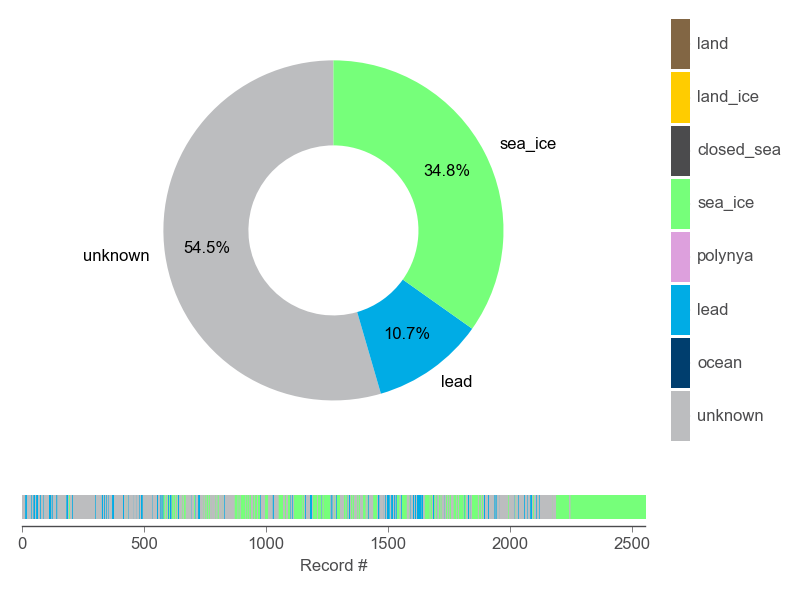 land
land_ice
closed_sea
sea_ice
polynya
lead
ocean
unknown
sea_ice
34.8%
unknown
54.5%
10.7%
lead
0 500 1000 1500 2000 2500
Record #